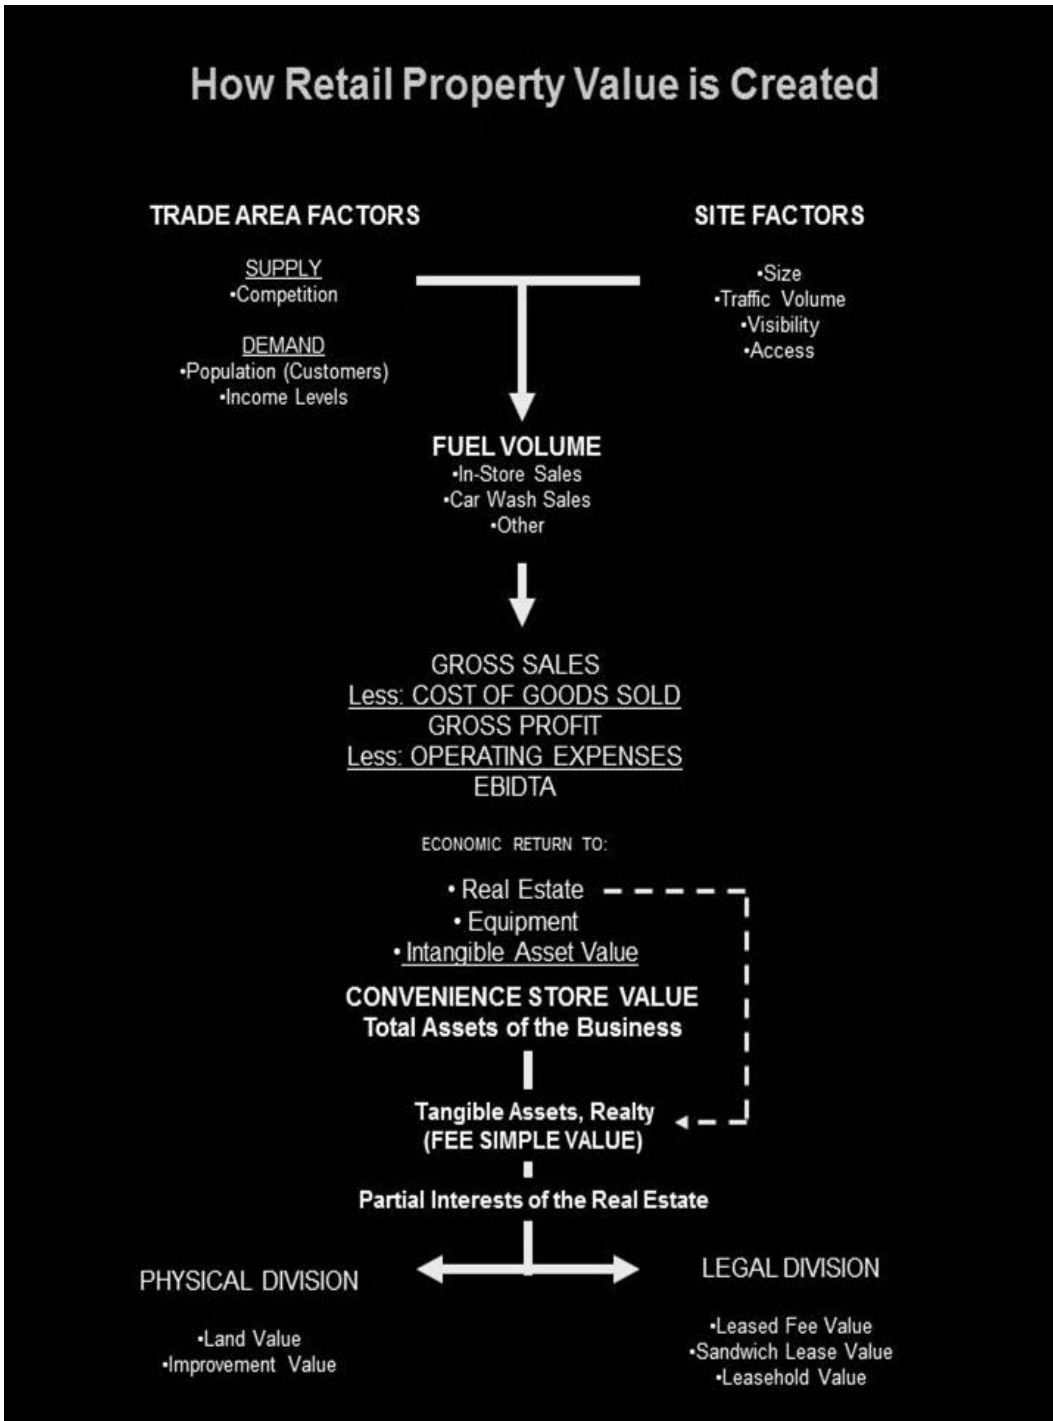 How Retail Property Value is Created
TRADE AREA FACTORS
SUPPLY
•Competition
DEMAND
•Population (Customers)
•Income Levels
SITE FACTORS
•Size
•Traffic Volume
•Visibility
•Access
FUEL VOLUME
•In-Store Sales
•Car Wash Sales
•Other
GROSS SALES
Less: COST OF GOODS SOLD
GROSS PROFIT
Less: OPERATING EXPENSES
EBIDTA
ECONOMIC RETURN TO:
• Real Estate
• Equipment
• Intangible Asset Value
CONVENIENCE STORE VALUE
Total Assets of the Business
Tangible Assets, Realty
(FEE SIMPLE VALUE)
Partial Interests of the Real Estate
PHYSICAL DIVISION
•Land Value
•Improvement Value
LEGAL DIVISION
•Leased Fee Value
•Sandwich Lease Value
•Leasehold Value